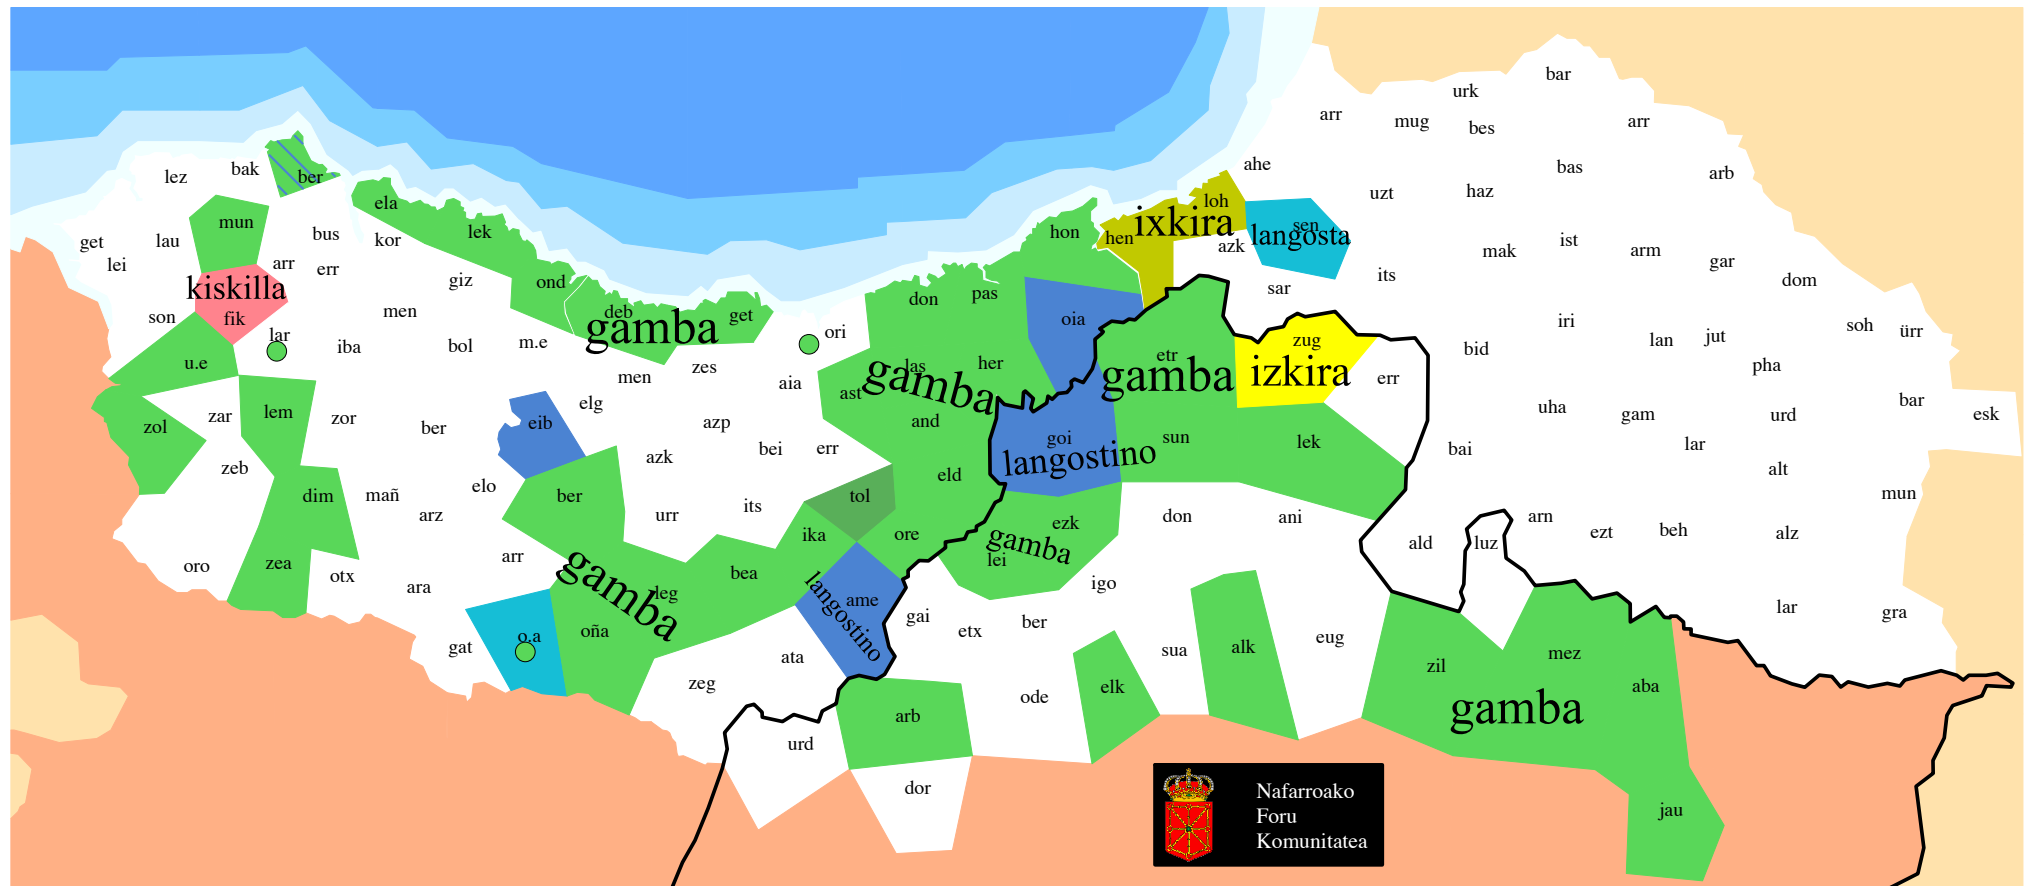 bar
urk
arr
mug
bes
arr
ahe
bas
arb
lez
bak
ber
uzt
haz
ela
loh
mun
lek
hon
hen
ixkira
sen
langosta
azk
get
lau
bus
kor
lei
arr
err
mak
ist
arm
gar
dom
its
kiskilla
giz
ond
don
pas
sar
son
fik
men
deb
get
gamba
oia
iri
soh
ürr
lar
iba
bol
m.e
ori
zug
izkira
bid
lan
jut
u.e
men
zes
aia
las
her
gamba
etr
gamba
err
pha
ast
elg
zol
zar
lem
zor
ber
eib
azp
and
uha
gam
urd
bar
esk
zeb
azk
bei
err
goi
langostino
sun
lek
bai
lar
alt
dim
mañ
elo
ber
its
tol
eld
mun
arz
urr
ika
ore
ezk
gamba
lei
don
ani
arn
ezt
beh
alz
oro
zea
otx
ara
arr
gamba
leg
bea
langostino
ame
igo
ald
luz
gat
o.a
oña
ata
gai
etx
ber
lar
gra
zeg
sua
alk
eug
zil
mez
aba
gamba
urd
arb
ode
elk
dor
jau
Nafarroako
Foru
Komunitatea